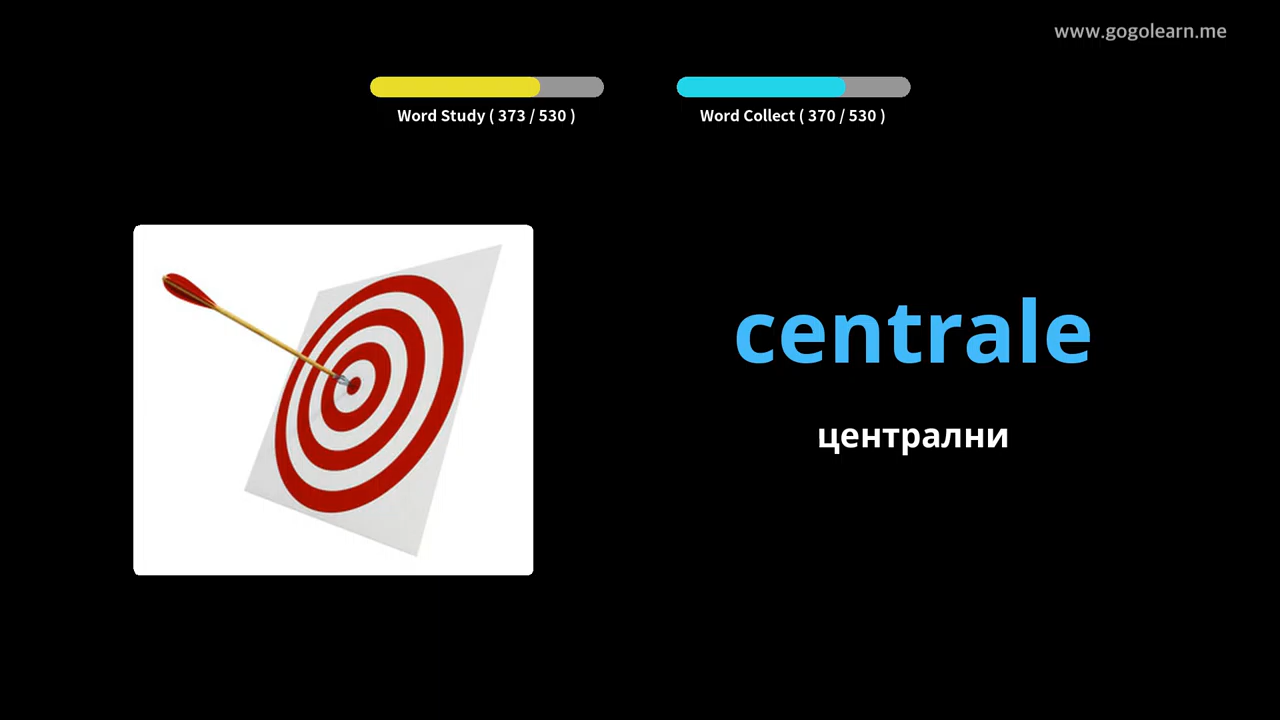 www.gogolearn.me
Word Study ( 373 / 530 )
Word Collect ( 370 / 530 )
centrale
централни